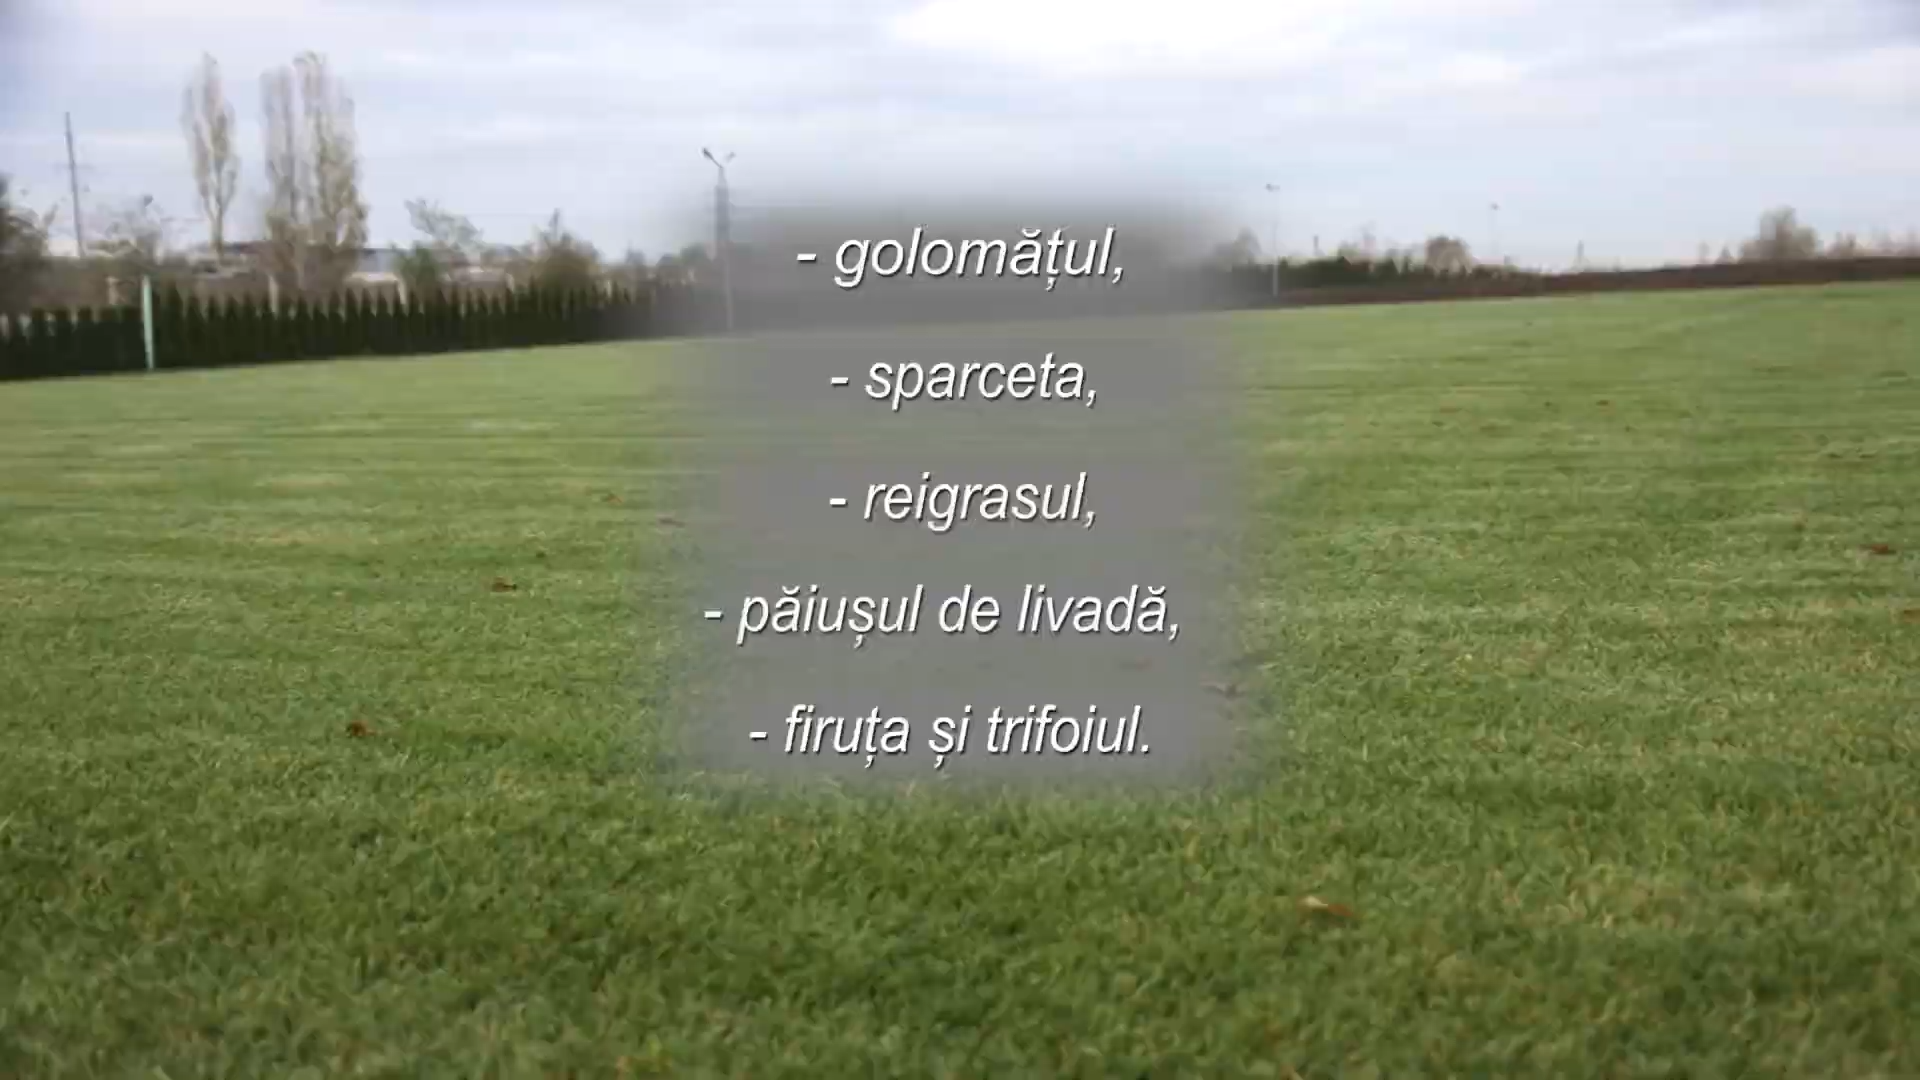 - golomățul,
- sparceta,
- reigrasul,
- păiușul de livadă,
- firuța și trifoiul.